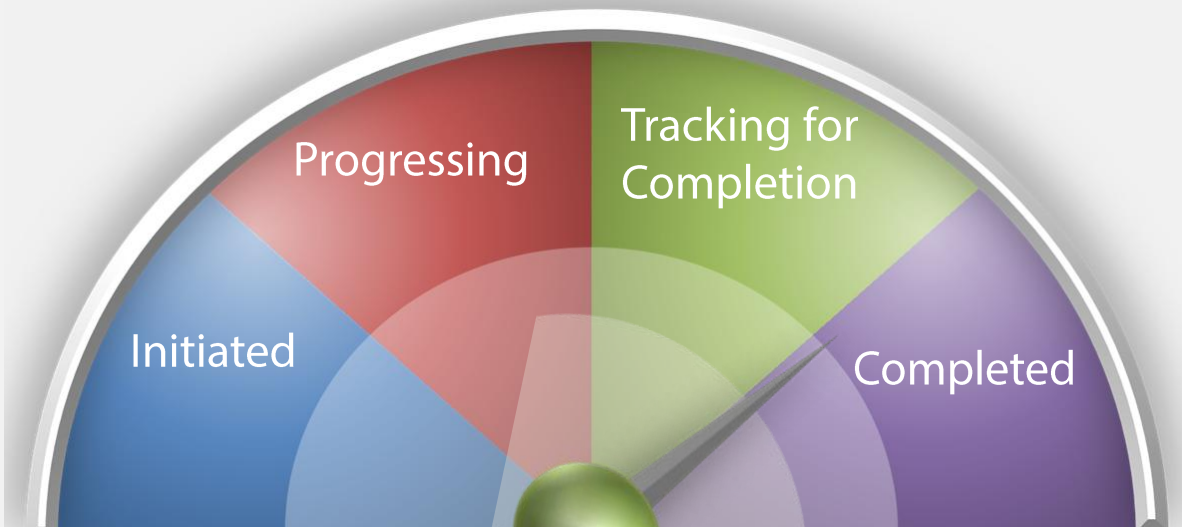 Initiated
Progressing
Tracking for
Completion
Completed